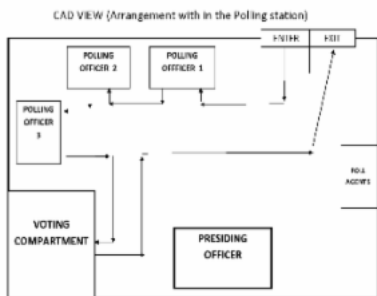 CAD VIEW (Arrangement with in the Polling station)
ENTER EXIT
POLLING
OFFICER 2
POLLING
OFFFICER 1
POLLING
OFFICER
3
POLL
AGENTS
VOTING
COMPARTMENT
PRESIDING
OFFICER